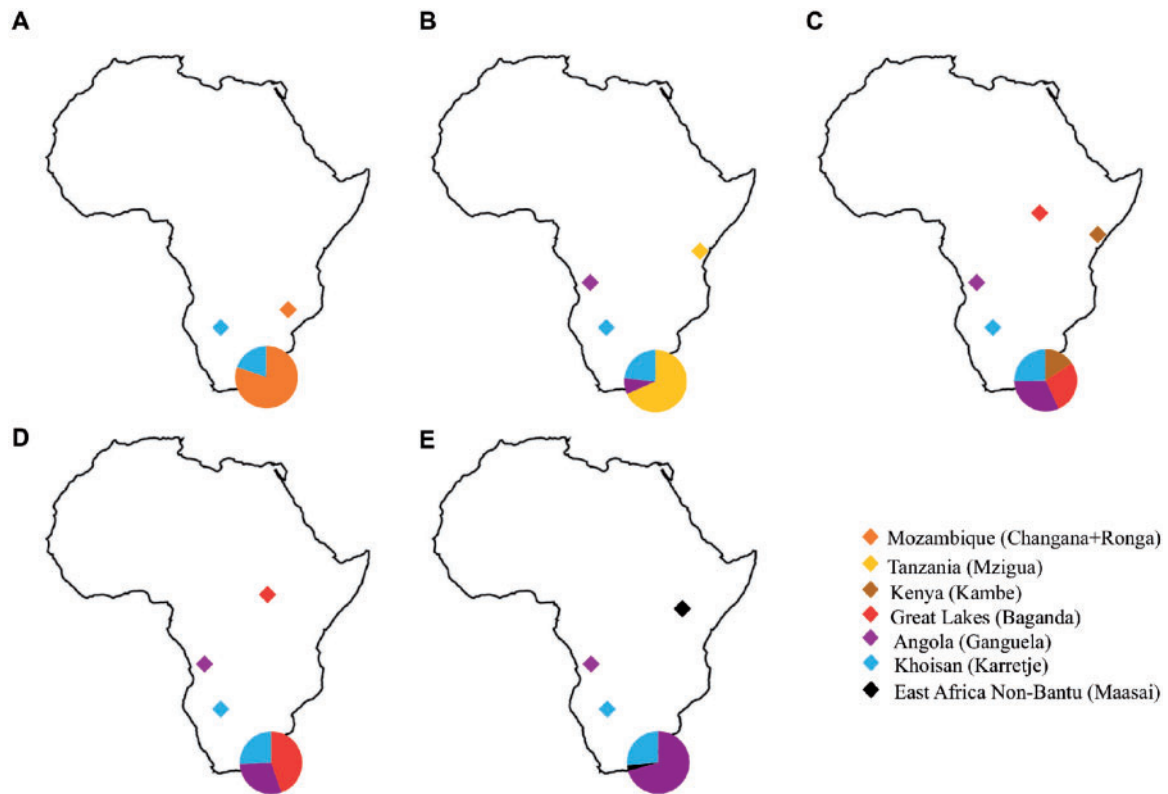 A
B
C
D
E
Mozambique (Changana+Ronga)
Tanzania (Mzigua)
Kenya (Kambe)
Great Lakes (Baganda)
Angola (Ganguela)
Khoisan (Karretje)
East Africa Non-Bantu (Maasai)